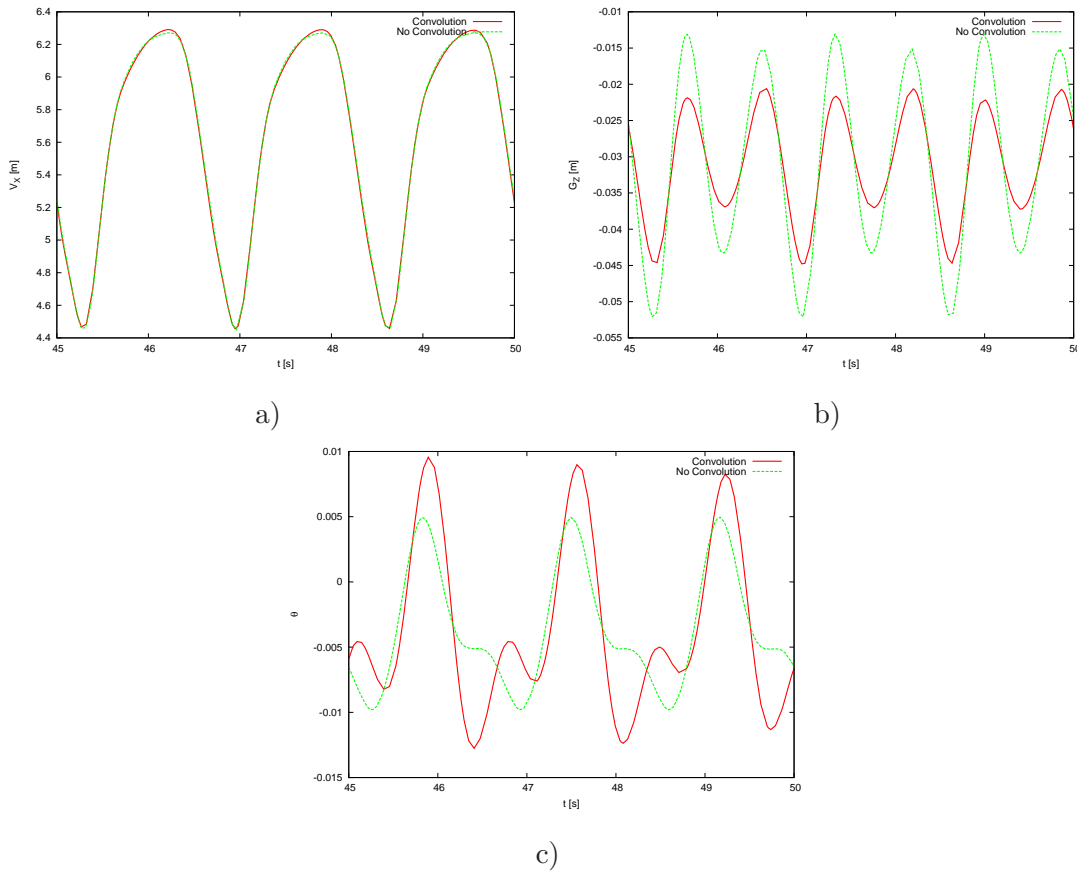 6.4
6.2
6
5.8
5.6
5.4
5.2
5
4.8
4.6
4.4
V_X [m]
45 46 47 48 49 50
t [s]
Convolution
No Convolution
a)
-0.01
-0.015
-0.02
-0.025
-0.03
-0.035
-0.04
-0.045
-0.05
-0.055
G_Z [m]
45 46 47 48 49 50
t [s]
Convolution
No Convolution
b)
0.01
0.005
0
-0.005
-0.01
-0.015
θ
45 46 47 48 49 50
t [s]
Convolution
No Convolution
c)